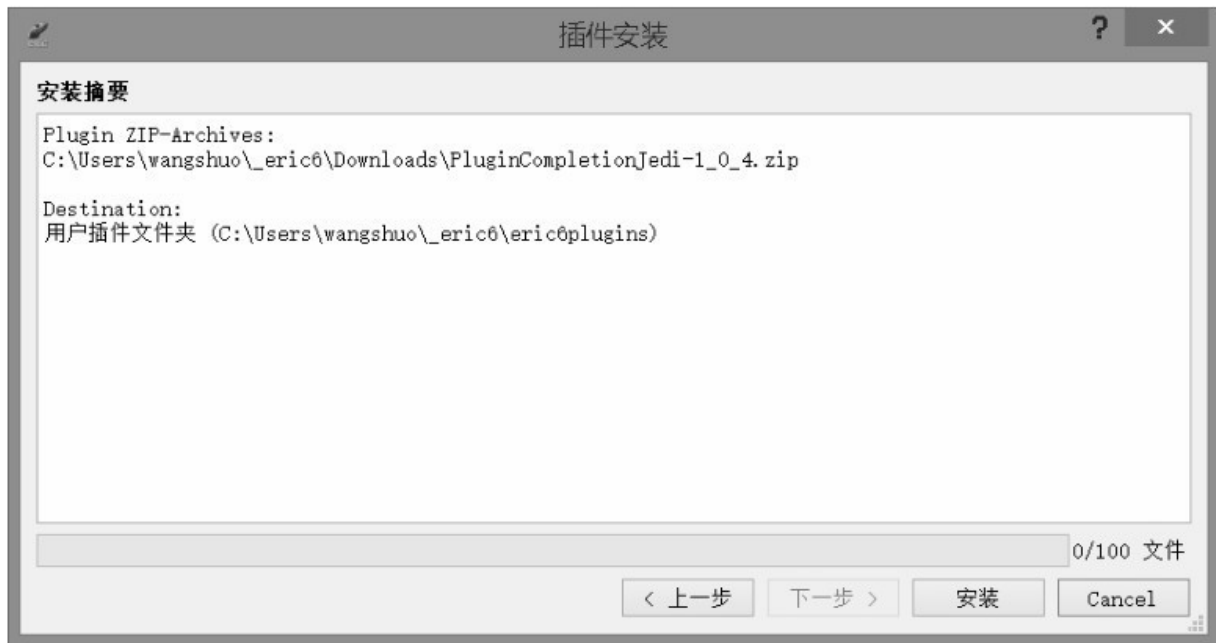 插件安装
?
×
安装摘要
Plugin ZIP-Archives:
C:\Users\wangshuo\_eric6\Downloads\PluginCompletionJedi-1_0_4.zip
Destination:
用户插件文件夹 (C:\Users\wangshuo\_eric6\eric6plugins)
0/100 文件
< 上一步
下一步 >
安装
Cancel